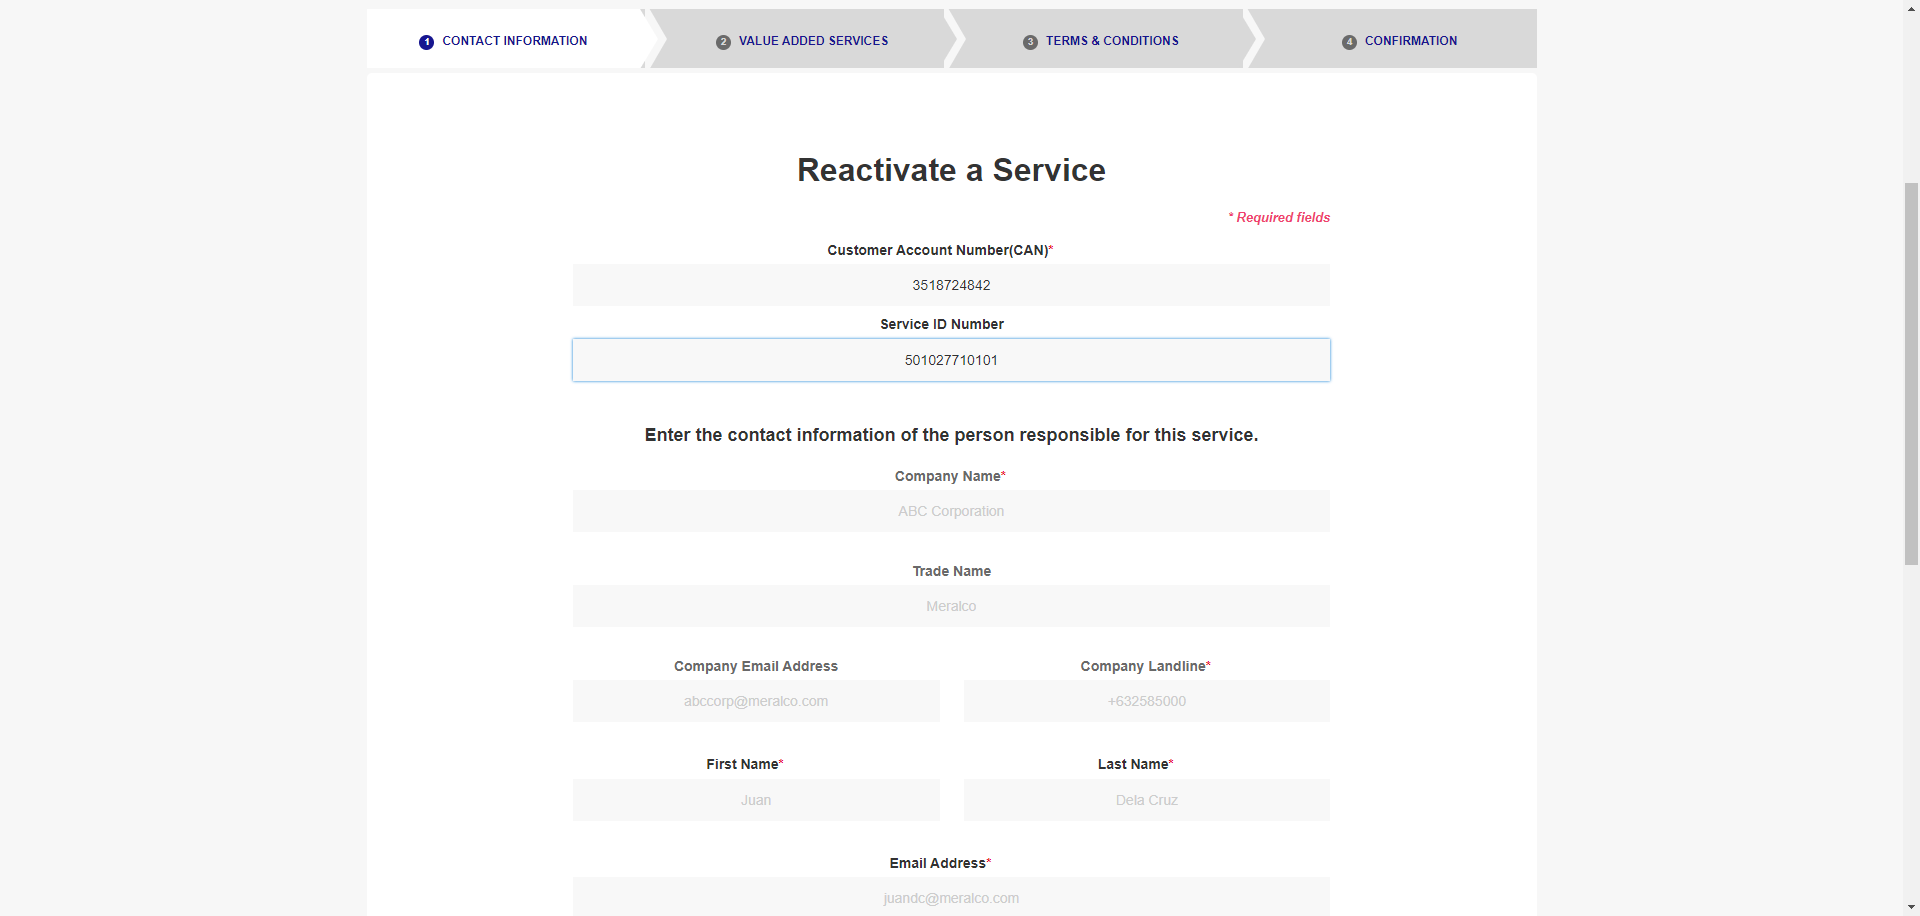 1 CONTACT INFORMATION
2 VALUE ADDED SERVICES
3 TERMS & CONDITIONS
4 CONFIRMATION
Reactivate a Service
* Required fields
Customer Account Number(CAN)*
3518724842
Service ID Number
501027710101
Enter the contact information of the person responsible for this service.
Company Name*
ABC Corporation
Trade Name
Meralco
Company Email Address
abccorp@meralco.com
Company Landline*
+632585000
First Name*
Juan
Last Name*
Dela Cruz
Email Address*
juandc@meralco.com